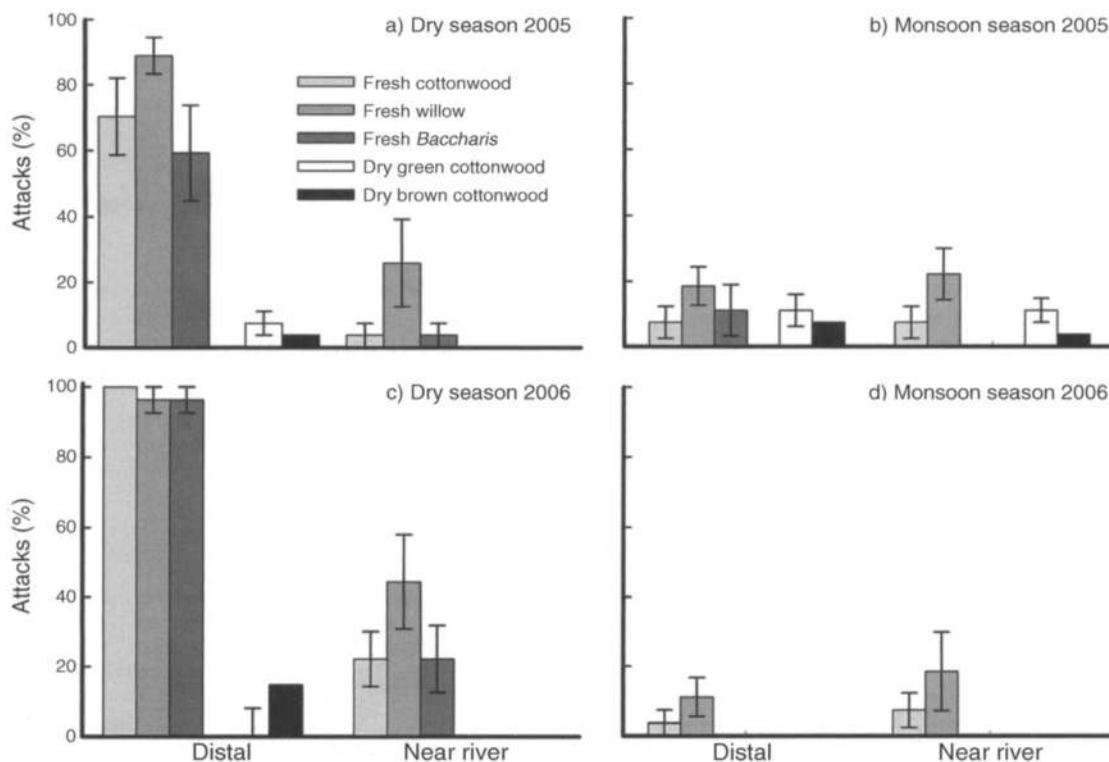 a) Dry season 2005
Fresh cottonwood
Fresh willow
Fresh Baccharis
Dry green cottonwood
Dry brown cottonwood
100
80
60
40
20
0
Attacks (%)
b) Monsoon season 2005
c) Dry season 2006
100
80
60
40
20
0
Attacks (%)
Distal Near river
d) Monsoon season 2006
Distal Near river